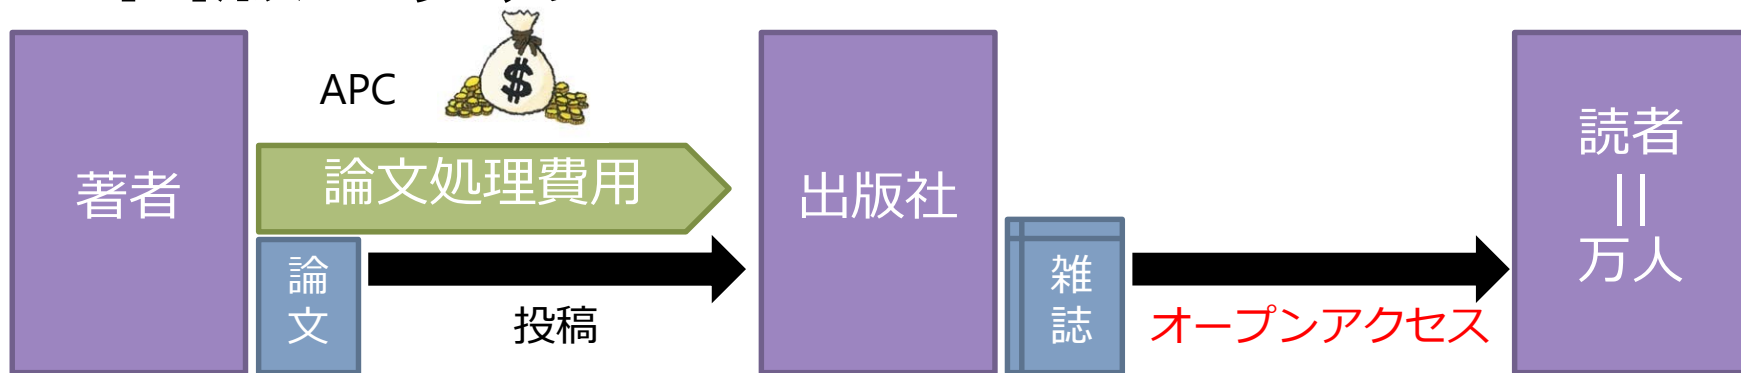 APC
$
著者
論文処理費用
論文
投稿
出版社
雑誌
オープンアクセス
読者
||
万人